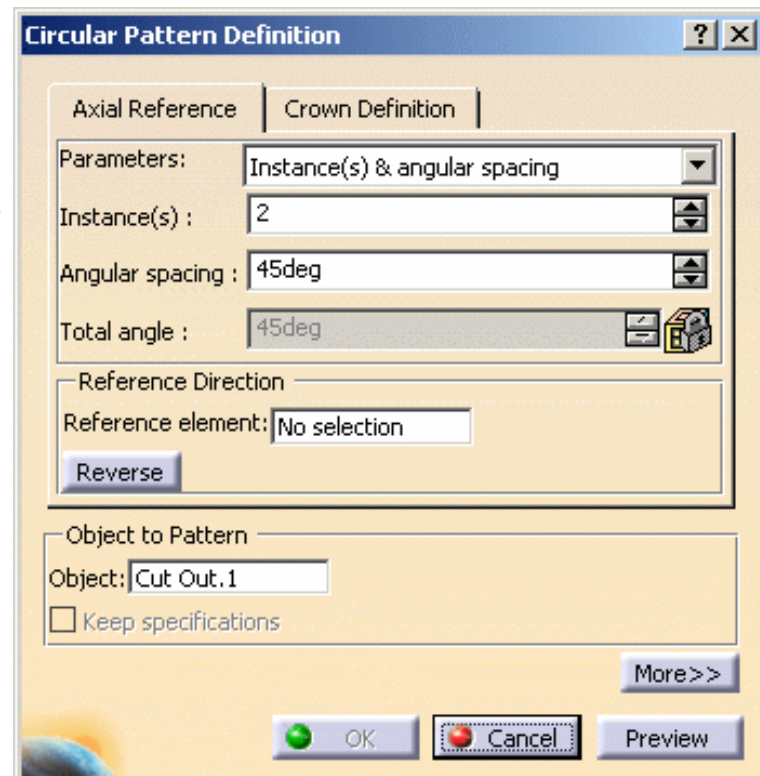 Circular Pattern Definition
Axial Reference Crown Definition
Parameters: Instance(s) & angular spacing
Instance(s) : 2
Angular spacing : 45deg
Total angle : 45deg
Reference Direction
Reference element: No selection
Reverse
Object to Pattern
Object: Cut Out.1
Keep specifications
More>>
OK Cancel Preview